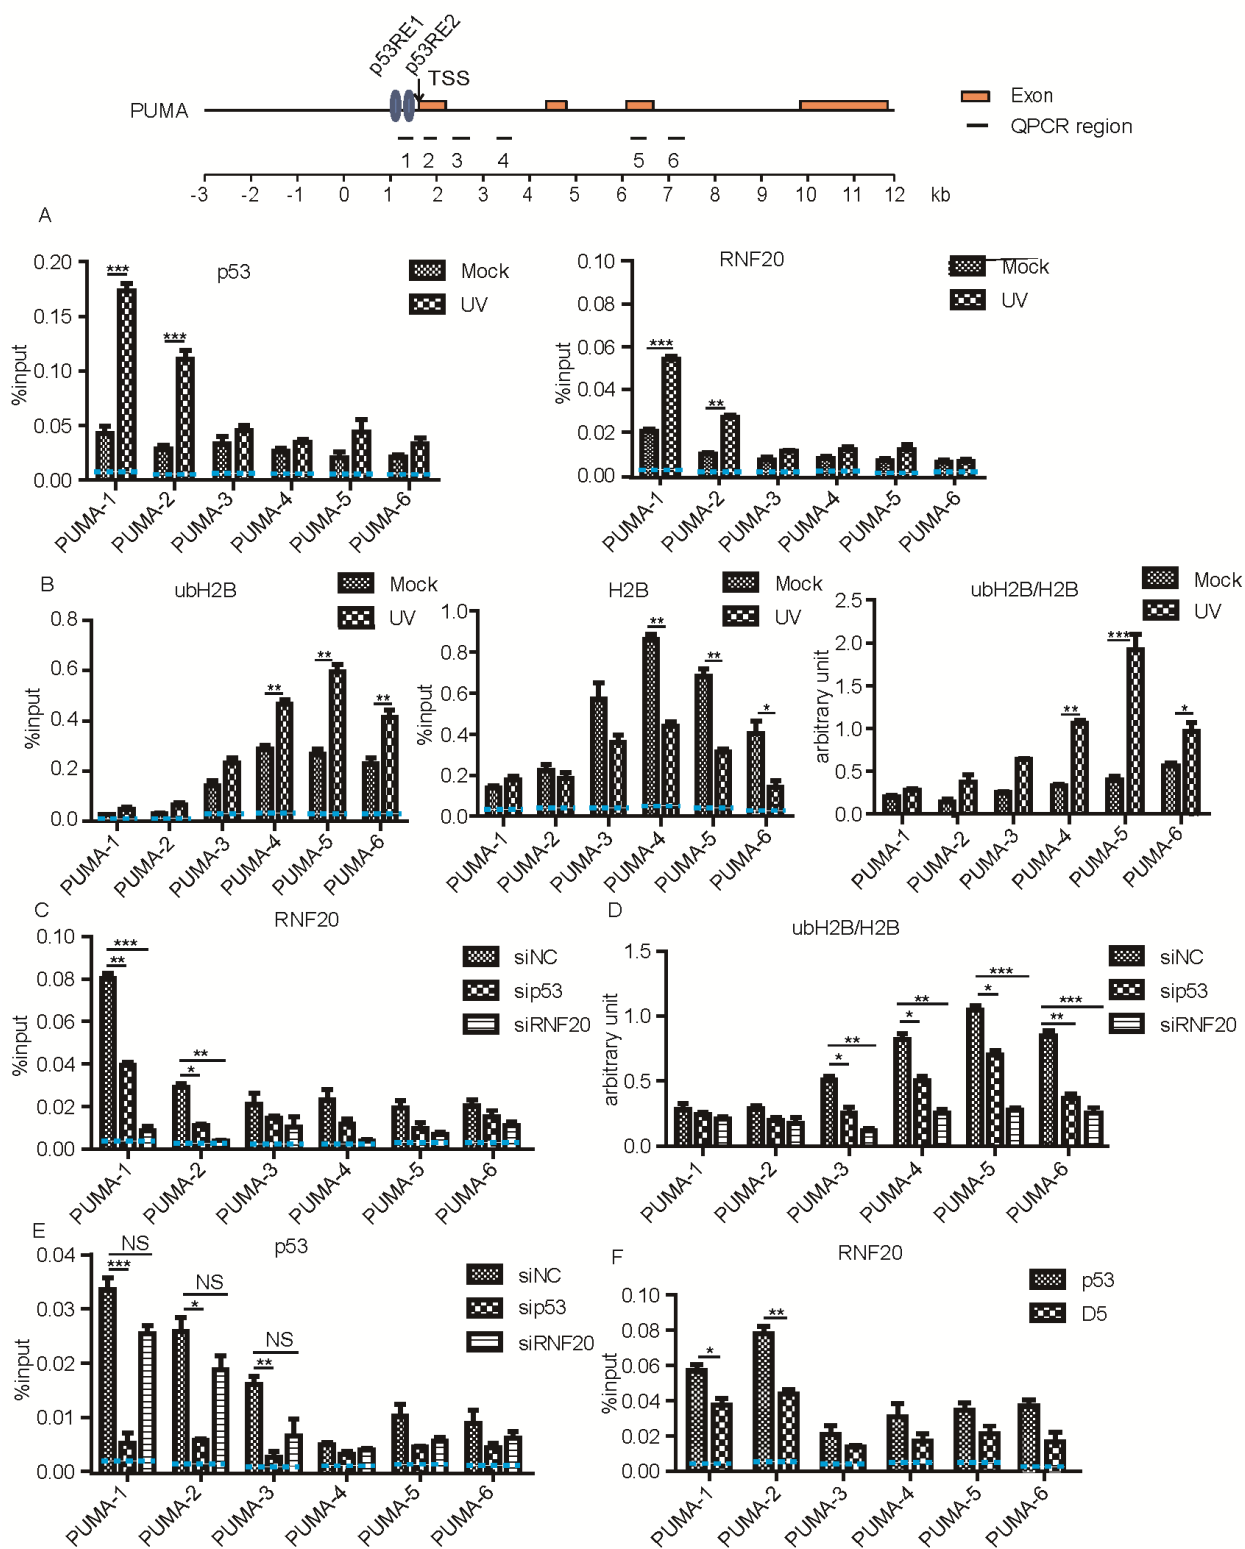 p53RE1
p53RE2
TSS
PUMA
Exon
QPCR region
1 2 3 4 5 6
-3 -2 -1 0 1 2 3 4 5 6 7 8 9 10 11 12 kb
A
p53
Mock
UV
%input
0.20
0.15
0.10
0.05
0.00
***
***
PUMA-1 PUMA-2 PUMA-3 PUMA-4 PUMA-5 PUMA-6
RNF20
Mock
UV
%input
0.10
0.08
0.06
0.04
0.02
0.00
***
**
PUMA-1 PUMA-2 PUMA-3 PUMA-4 PUMA-5 PUMA-6
B
ubH2B
Mock
UV
%input
0.8
0.6
0.4
0.2
0.0
**
**
**
PUMA-1 PUMA-2 PUMA-3 PUMA-4 PUMA-5 PUMA-6
H2B
Mock
UV
%input
1.0
0.8
0.6
0.4
0.2
0.0
**
**
*
PUMA-1 PUMA-2 PUMA-3 PUMA-4 PUMA-5 PUMA-6
ubH2B/H2B
Mock
UV
arbitrary unit
2.5
2.0
1.5
1.0
0.5
0.0
**
***
*
PUMA-1 PUMA-2 PUMA-3 PUMA-4 PUMA-5 PUMA-6
C
RNF20
siNC
sip53
siRNF20
%input
0.10
0.08
0.06
0.04
0.02
0.00
***
**
**
*
PUMA-1 PUMA-2 PUMA-3 PUMA-4 PUMA-5 PUMA-6
D
ubH2B/H2B
siNC
sip53
siRNF20
arbitrary unit
1.5
1.0
0.5
0.0
**
*
**
*
***
*
***
**
PUMA-1 PUMA-2 PUMA-3 PUMA-4 PUMA-5 PUMA-6
E
p53
siNC
sip53
siRNF20
%input
0.04
0.03
0.02
0.01
0.00
NS
***
NS
*
NS
**
PUMA-1 PUMA-2 PUMA-3 PUMA-4 PUMA-5 PUMA-6
F
RNF20
p53
D5
%input
0.10
0.08
0.06
0.04
0.02
0.00
*
**
PUMA-1 PUMA-2 PUMA-3 PUMA-4 PUMA-5 PUMA-6